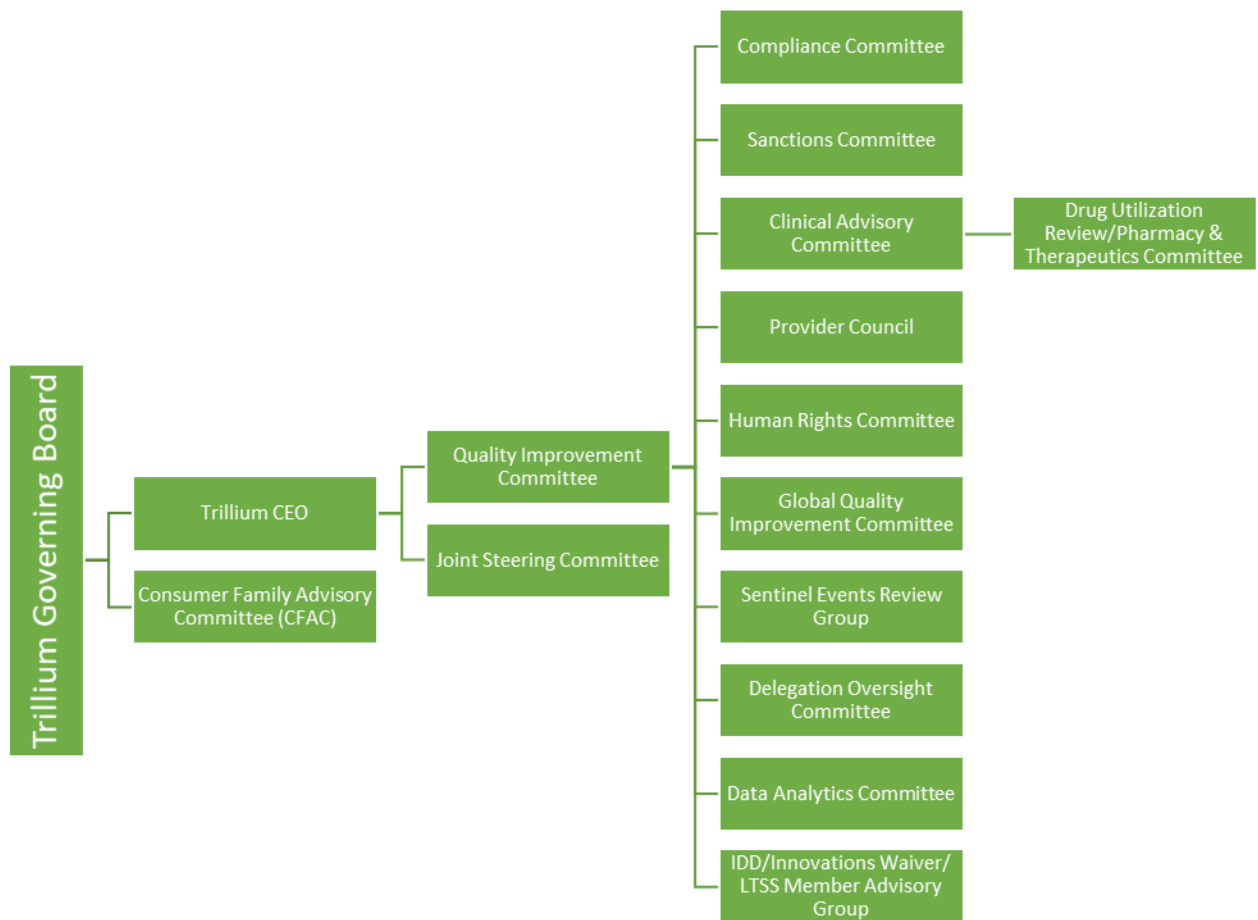 Trillium Governing Board
Trillium CEO
Consumer Family Advisory
Committee (CFAC)
Quality Improvement
Committee
Joint Steering Committee
Compliance Committee
Sanctions Committee
Clinical Advisory
Committee
Drug Utilization
Review/Pharmacy &
Therapeutics Committee
Provider Council
Human Rights Committee
Global Quality
Improvement Committee
Sentinel Events Review
Group
Delegation Oversight
Committee
Data Analytics Committee
IDD/Innovations Waiver/
LTSS Member Advisory
Group